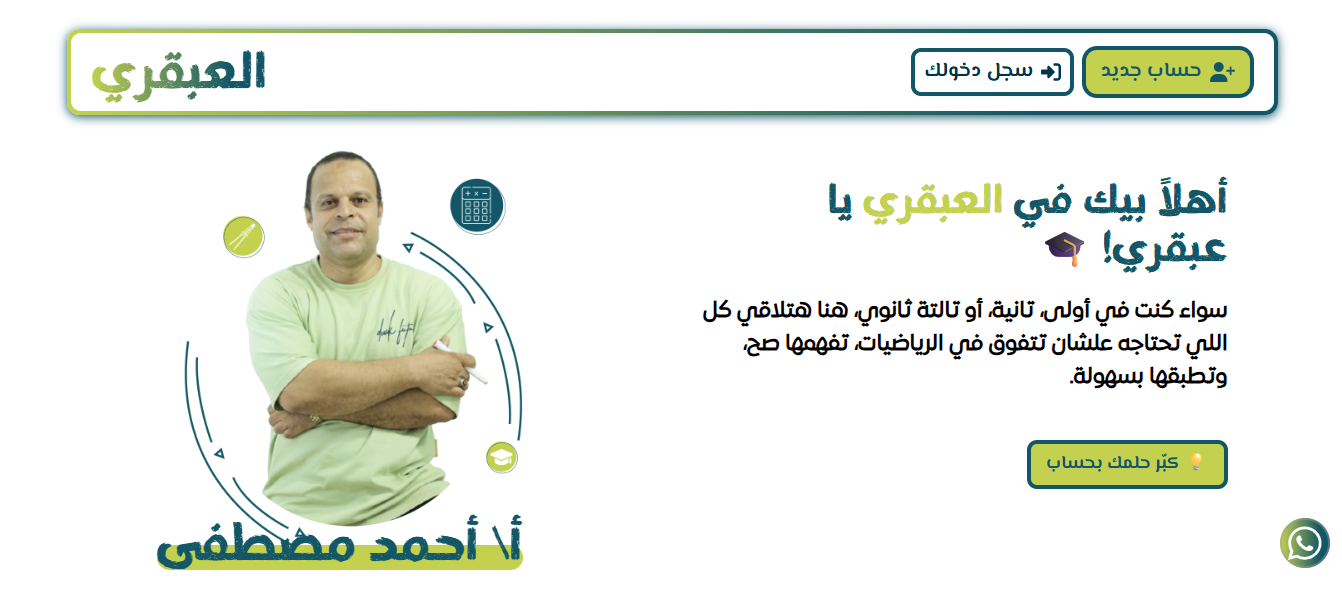 حساب جديد
سجل دخولك
العبقري
أهلاً بيك في العبقري يا
عبقري!
سواء كنت في أولى، تانية، أو تالتة ثانوي، هنا هتلاقي كل
اللي تحتاجه علشان تتفوق في الرياضيات، تفهمها صح،
وتطبقها بسهولة.
كبّر حلمك بحساب
أ\ أحمد مصطفى